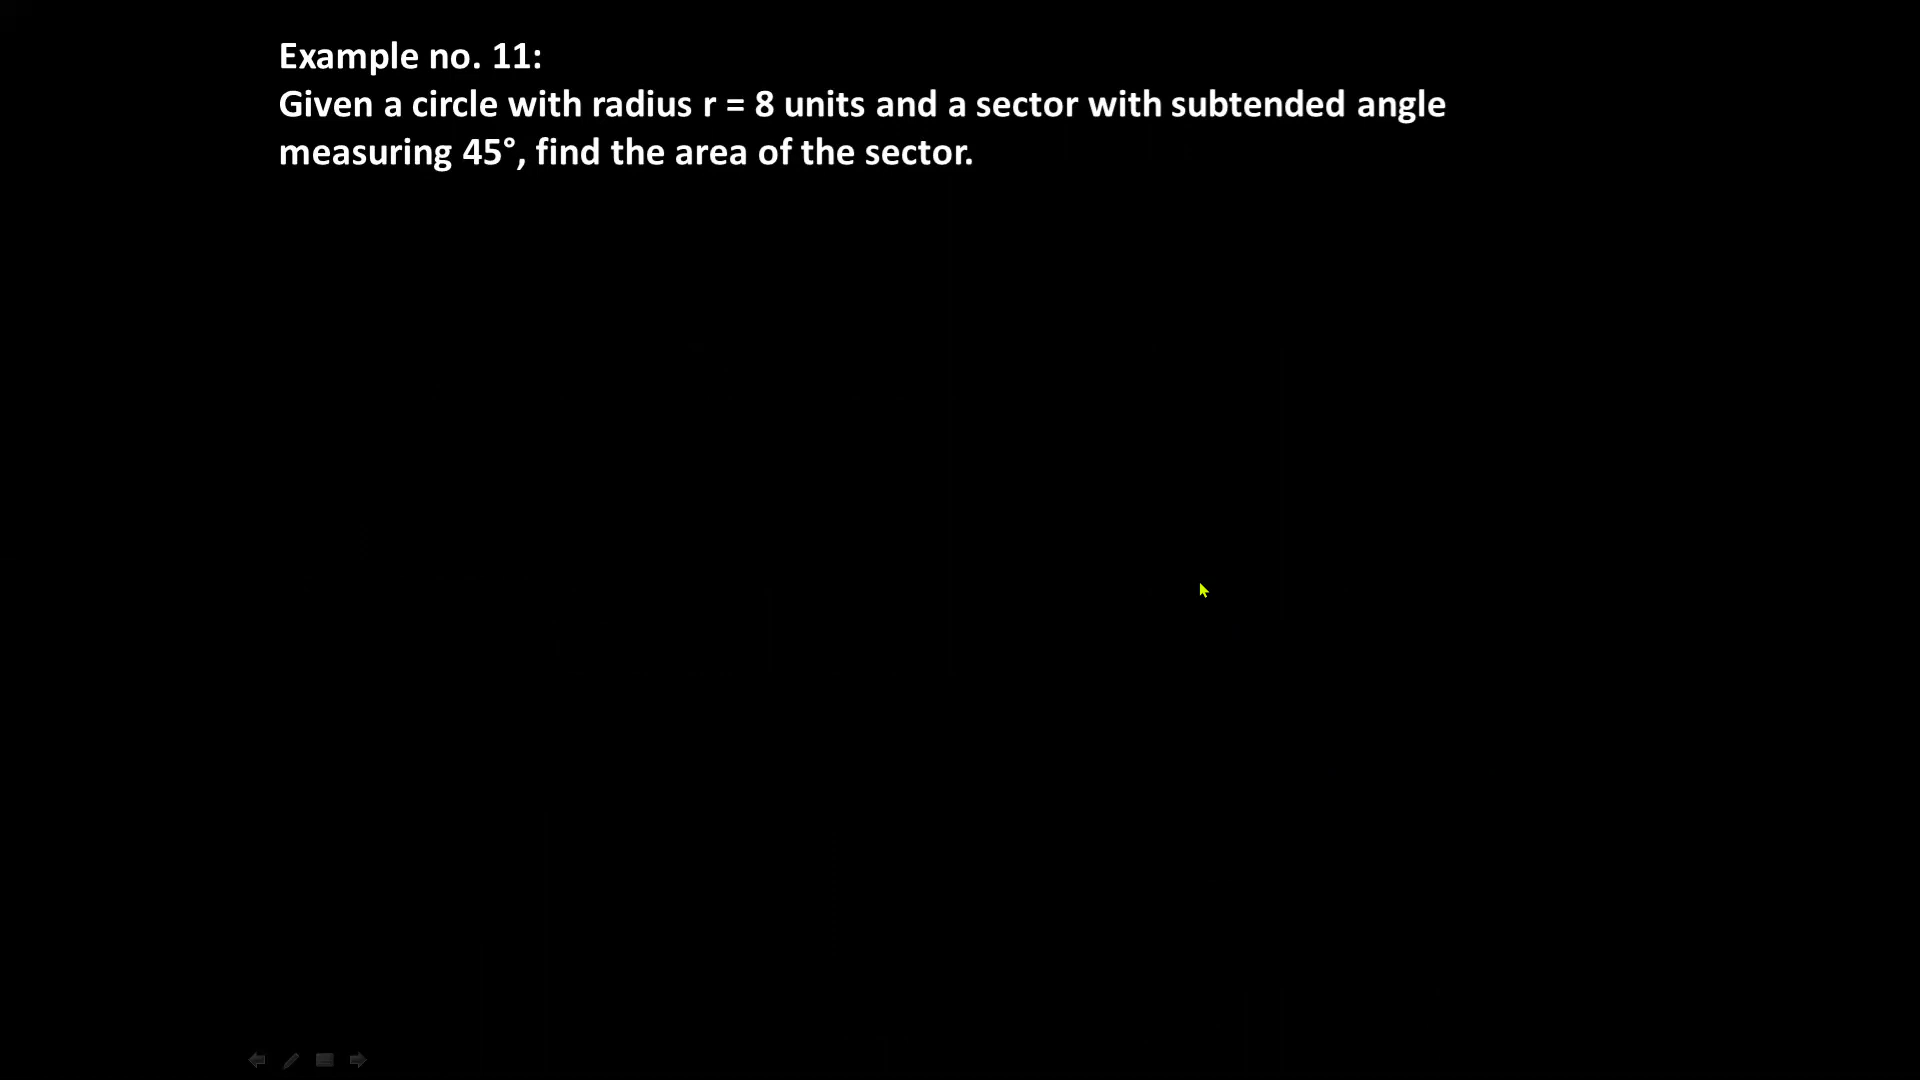 Example no. 11:
Given a circle with radius r = 8 units and a sector with subtended angle
measuring 45°, find the area of the sector.